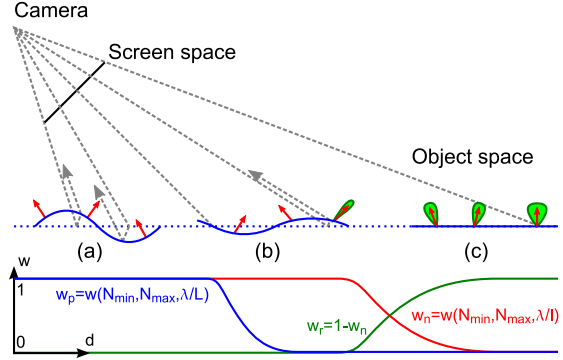 Camera
Screen space
Object space
(a) (b) (c)
w
1
wₚ=w(Nmin,Nmax,λ/L)
wᵣ=1-wₙ
wₙ=w(Nmin,Nmax,λ/l)
0
d